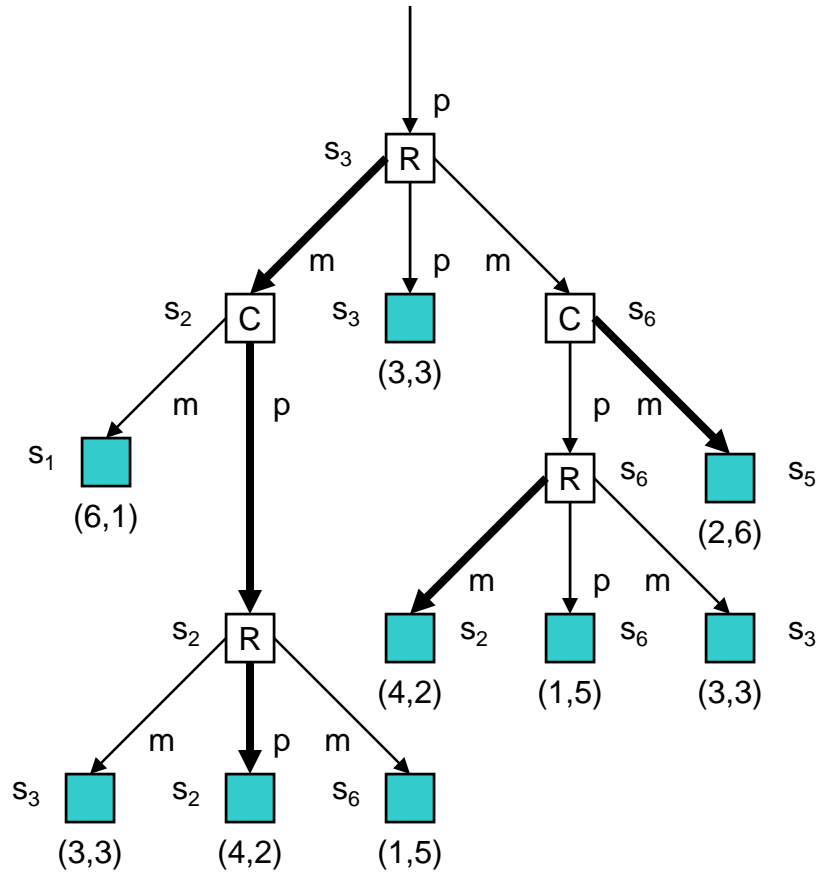 p
s₃ R
m p m
s₂ C s₃ C s₆
(3,3)
m p p m
s₁ R s₆ s₅
(6,1) (2,6)
m p m
s₂ R s₂ s₆ s₃
(4,2) (1,5) (3,3)
m p m
s₃ s₂ s₆
(3,3) (4,2) (1,5)